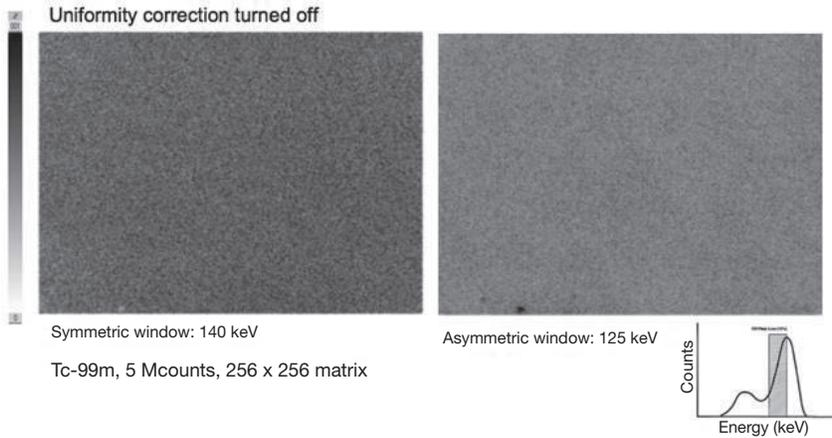 Uniformity correction turned off
Symmetric window: 140 keV
Asymmetric window: 125 keV
Tc-99m, 5 Mcounts, 256 x 256 matrix
Counts
Energy (keV)